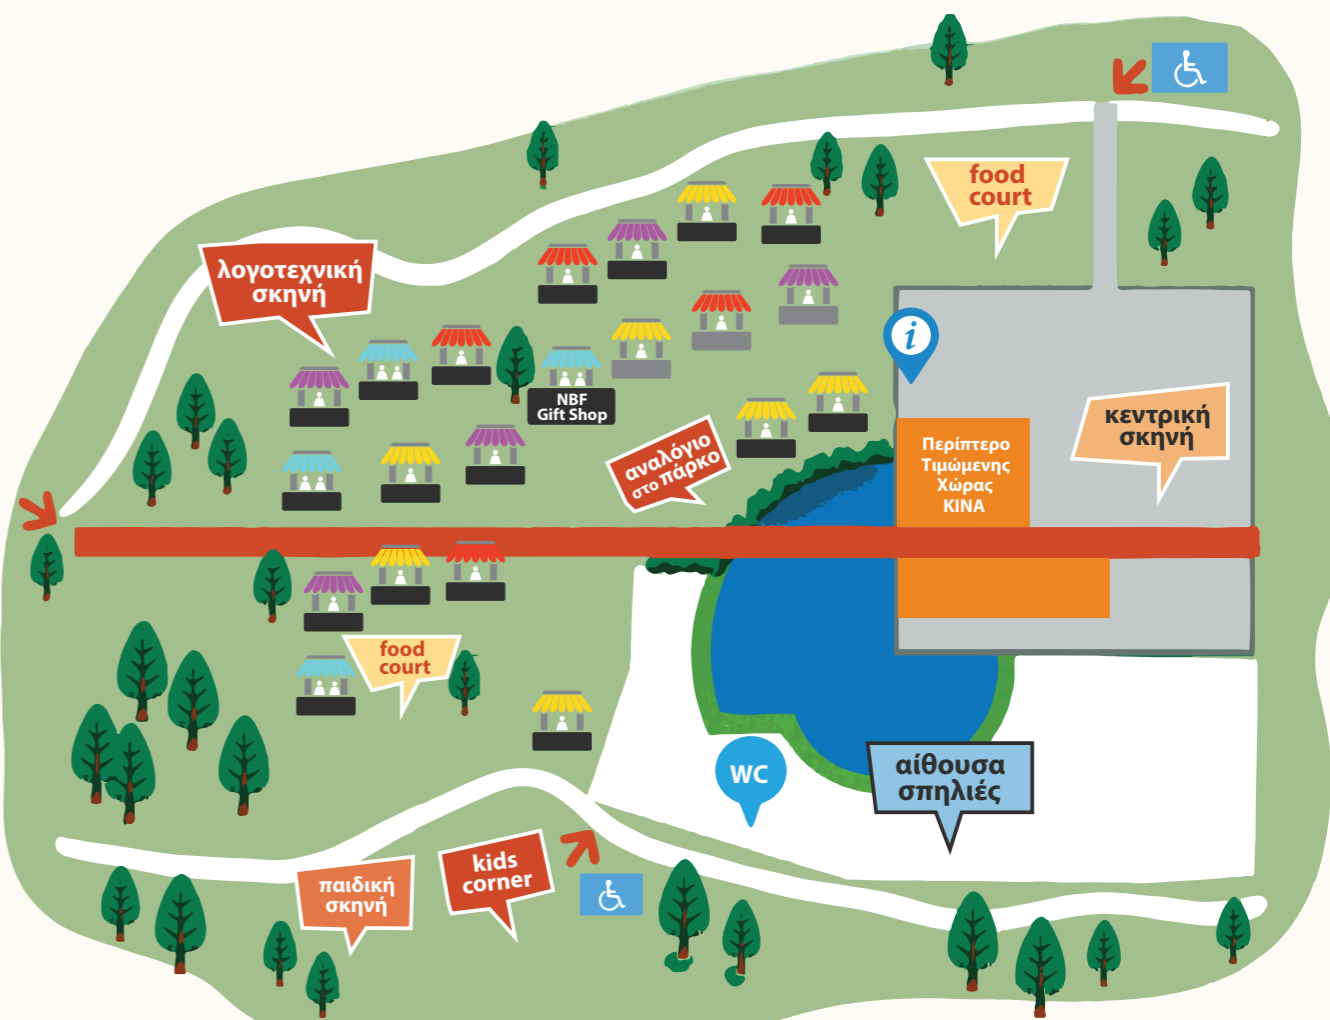 food
court
λογοτεχνική
σκηνή
i
NBF
Gift Shop
κεντρική
σκηνή
αναλόγιο
στο πάρκο
Περίπτερο
Τιμώμενης
Χώρας
ΚΙΝΑ
food
court
WC
αίθουσα
σπηλιές
kids
corner
παιδική
σκηνή